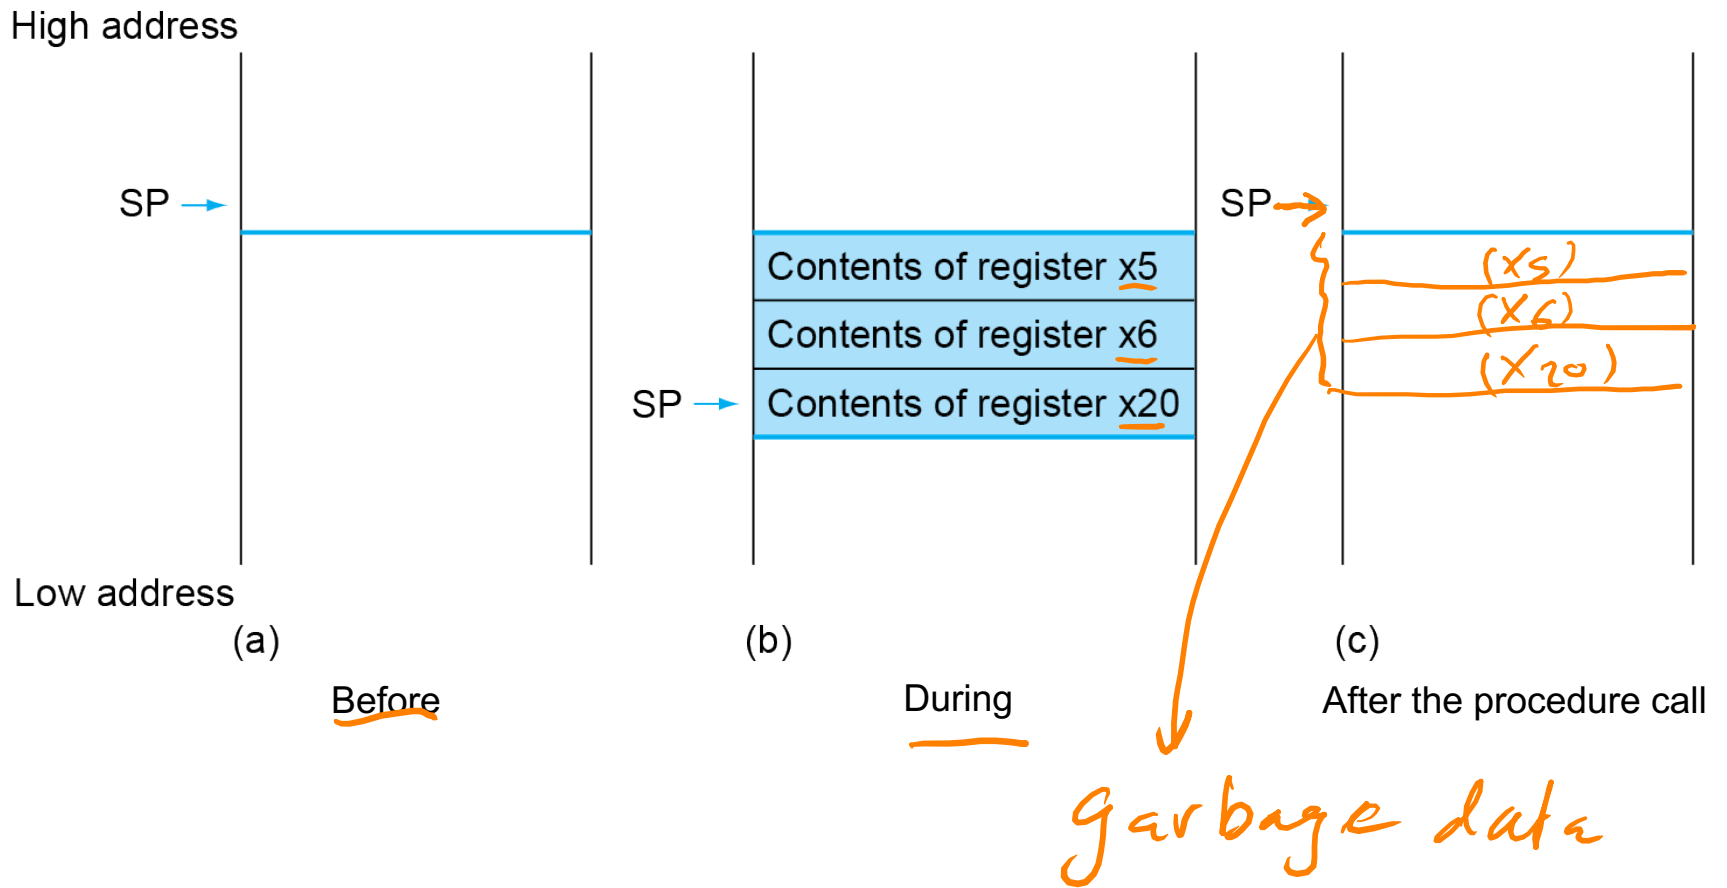 High address
SP
SP
Contents of register x5
(x5)
Contents of register x6
(x6)
SP
Contents of register x20
(x20)
Low address
(a)
(b)
(c)
Before
During
After the procedure call
garbage data